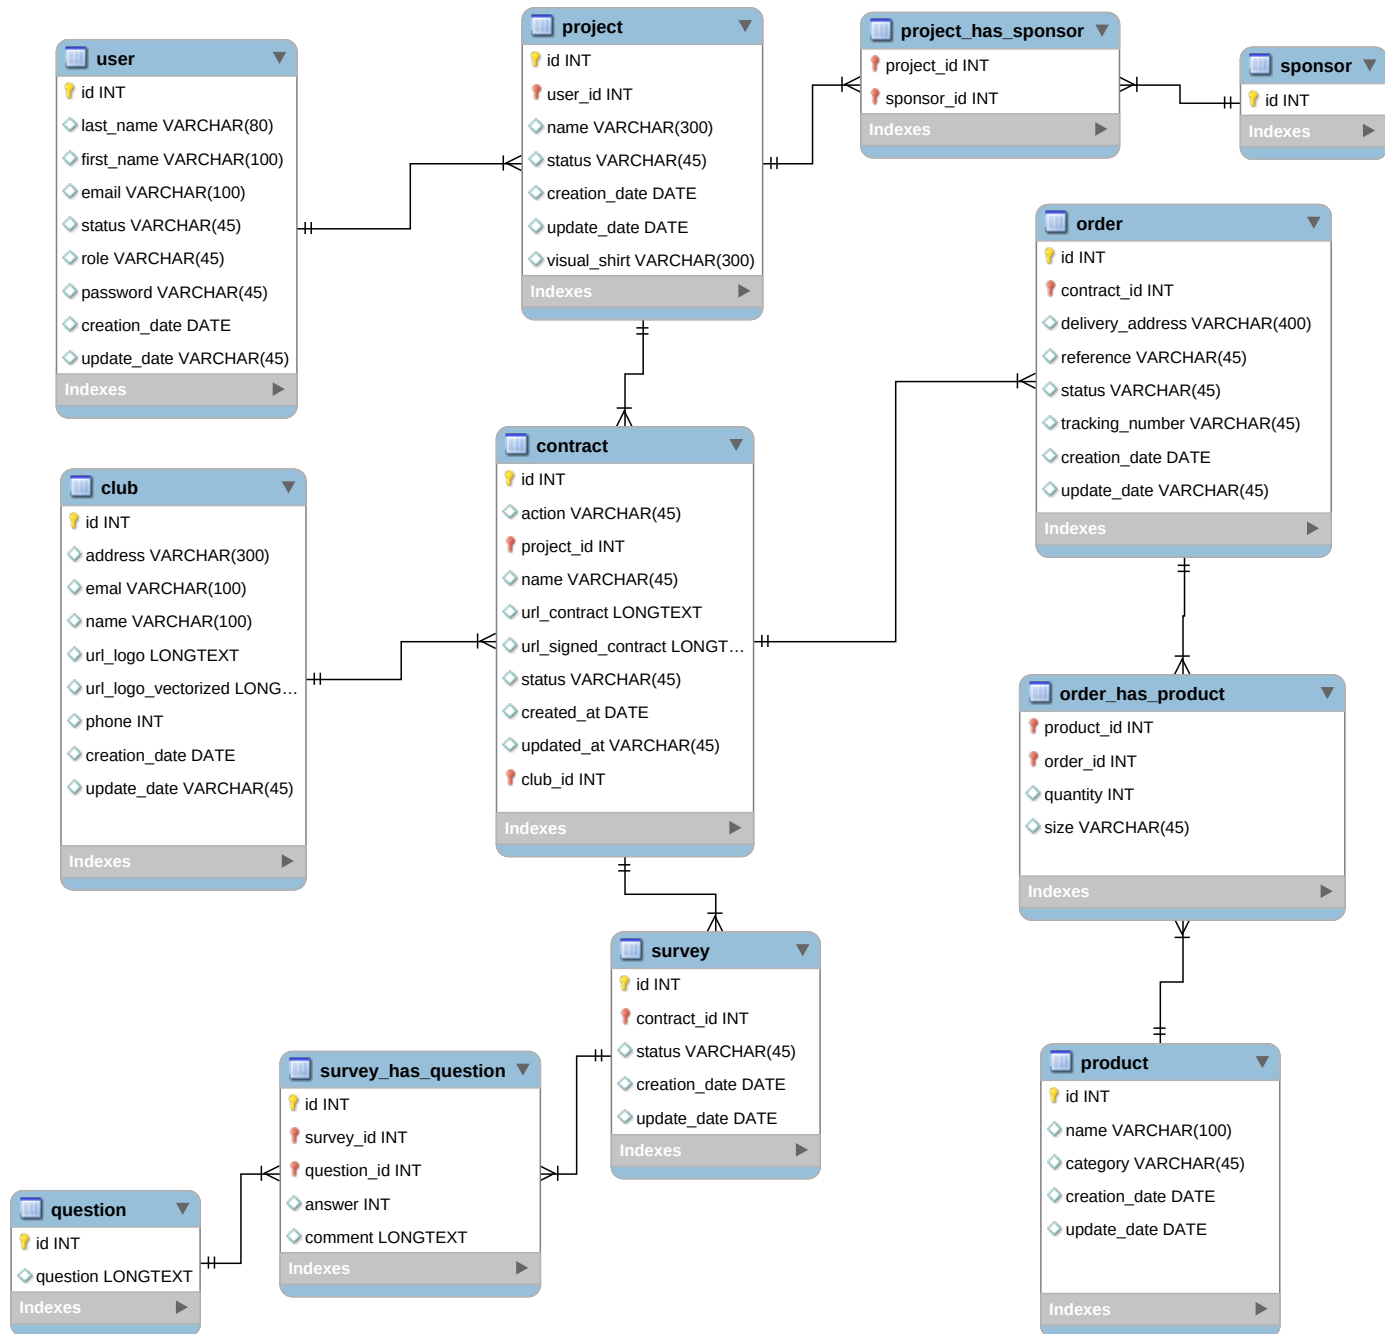 user
id INT
last_name VARCHAR(80)
first_name VARCHAR(100)
email VARCHAR(100)
status VARCHAR(45)
role VARCHAR(45)
password VARCHAR(45)
creation_date DATE
update_date VARCHAR(45)
Indexes
project
id INT
user_id INT
name VARCHAR(300)
status VARCHAR(45)
creation_date DATE
update_date DATE
visual_shirt VARCHAR(300)
Indexes
project_has_sponsor
project_id INT
sponsor_id INT
Indexes
sponsor
id INT
Indexes
order
id INT
contract_id INT
delivery_address VARCHAR(400)
reference VARCHAR(45)
status VARCHAR(45)
tracking_number VARCHAR(45)
creation_date DATE
update_date VARCHAR(45)
Indexes
club
id INT
address VARCHAR(300)
emal VARCHAR(100)
name VARCHAR(100)
url_logo LONGTEXT
url_logo_vectorized LONG...
phone INT
creation_date DATE
update_date VARCHAR(45)
Indexes
contract
id INT
action VARCHAR(45)
project_id INT
name VARCHAR(45)
url_contract LONGTEXT
url_signed_contract LONGT...
status VARCHAR(45)
created_at DATE
updated_at VARCHAR(45)
club_id INT
Indexes
order_has_product
product_id INT
order_id INT
quantity INT
size VARCHAR(45)
Indexes
survey
id INT
contract_id INT
status VARCHAR(45)
creation_date DATE
update_date DATE
Indexes
survey_has_question
id INT
survey_id INT
question_id INT
answer INT
comment LONGTEXT
Indexes
product
id INT
name VARCHAR(100)
category VARCHAR(45)
creation_date DATE
update_date DATE
Indexes
question
id INT
question LONGTEXT
Indexes